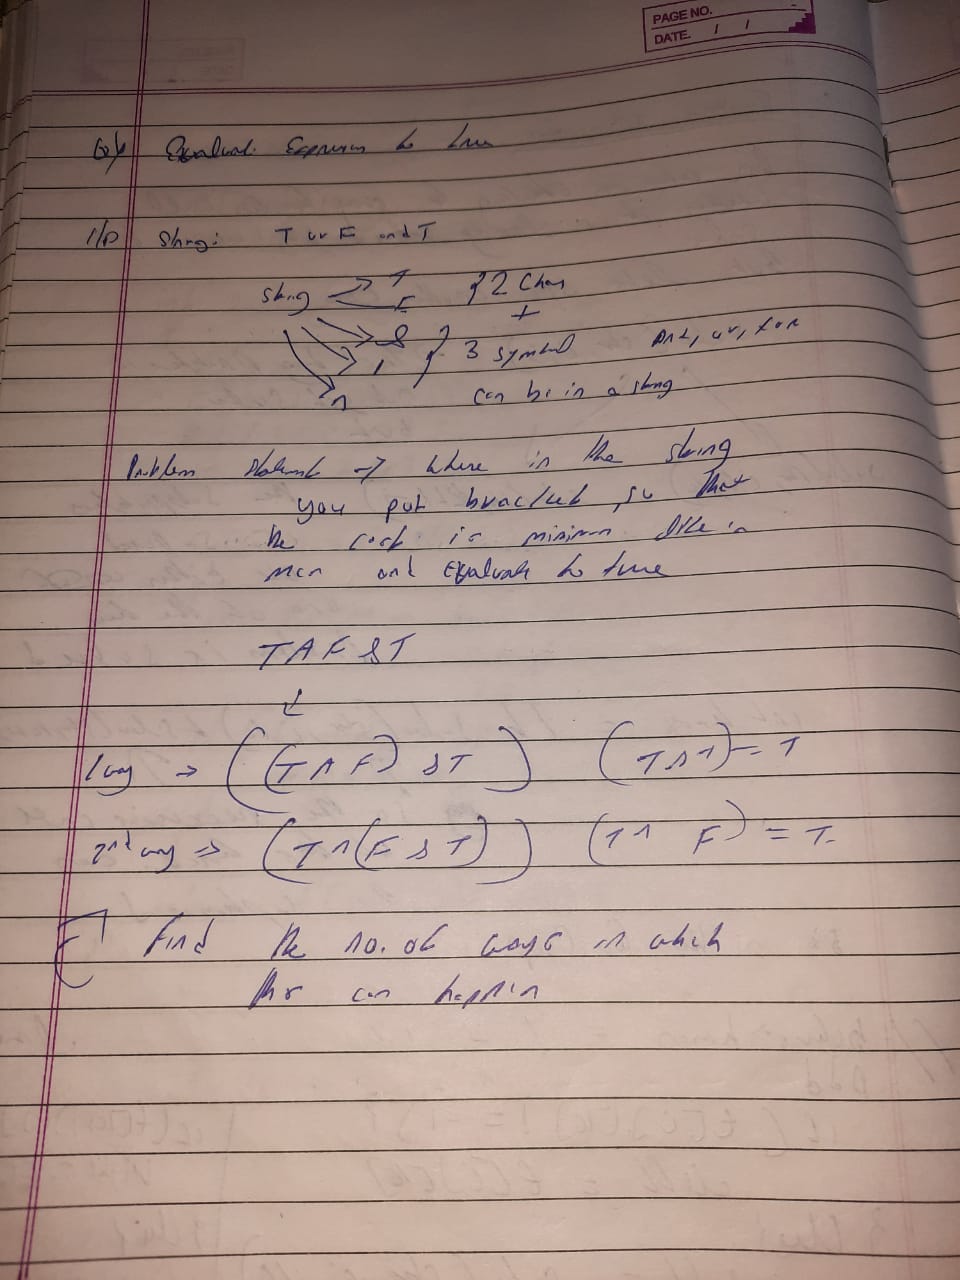 PAGE NO.
DATE. / /
Q/ Evaluat. Expression to true
I/P String: T or F and T
string T } 2 Char
F +
& } 3 symbol And, or, xor
| can be in a string
^
Problem Statement → Where in the string
you put bracket, so that
the cost is minimum like in
mcm and Evaluate to true
T ^ F & T
1 way → ((T ^ F) & T) (T & T) = T
2nd way → (T ^ (F & T)) (T ^ F) = T
Find the no. of ways in which
this can happen